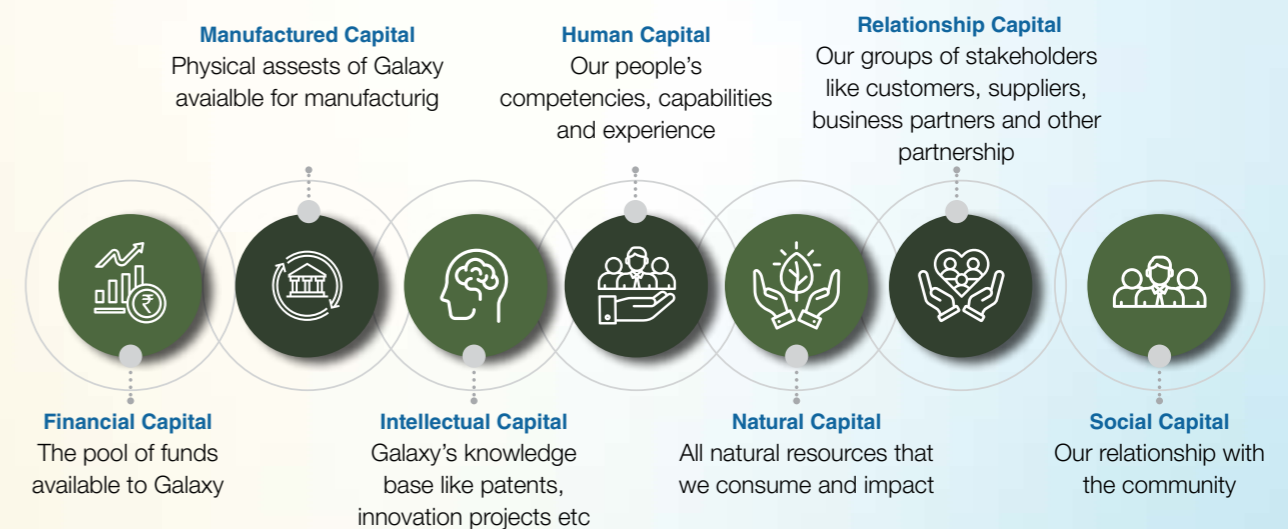 Manufactured Capital
Physical assests of Galaxy
avaialble for manufacturig
Human Capital
Our people's
competencies, capabilities
and experience
Relationship Capital
Our groups of stakeholders
like customers, suppliers,
business partners and other
partnership
₹
Financial Capital
The pool of funds
available to Galaxy
Intellectual Capital
Galaxy's knowledge
base like patents,
innovation projects etc
Natural Capital
All natural resources that
we consume and impact
Social Capital
Our relationship with
the community